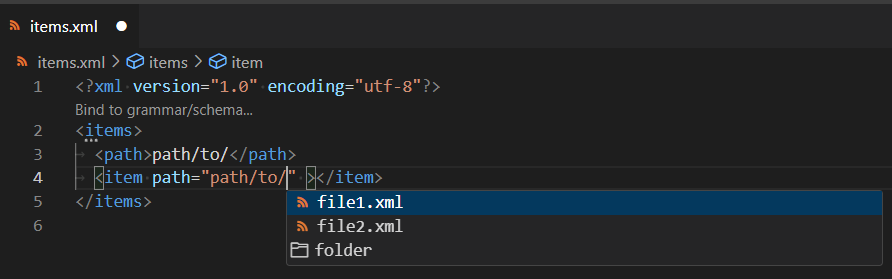 items.xml
items.xml > items > item
1 <?xml version="1.0" encoding="utf-8"?>
Bind to grammar/schema...
2 <items>
3 <path>path/to/</path>
4 <item path="path/to/" ></item>
5 </items>
6
file1.xml
file2.xml
folder